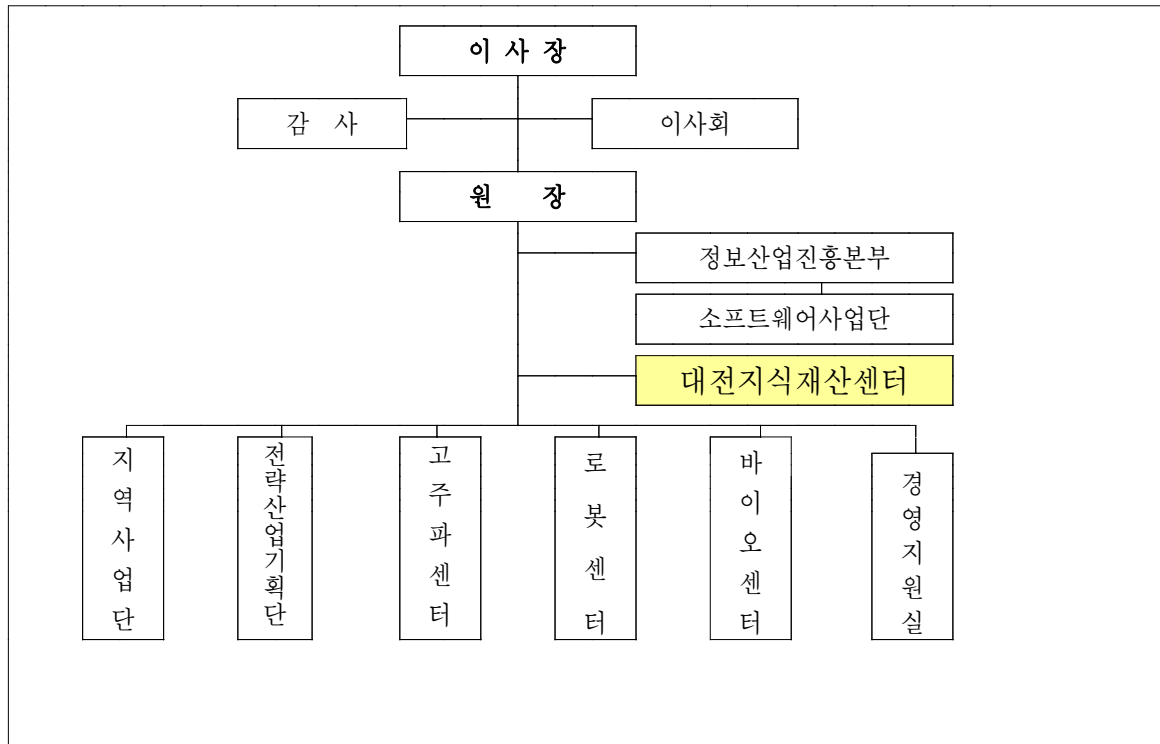 이 사 장
감 사
이사회
원 장
정보산업진흥본부
소프트웨어사업단
대전지식재산센터
지역사업단
전략산업기획단
고주파센터
로봇센터
바이오센터
경영지원실